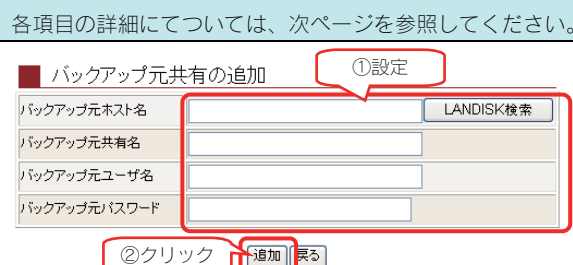 各項目の詳細にてついては、次ページを参照してください。
バックアップ元共有の追加
①設定
バックアップ元ホスト名
LANDISK検索
バックアップ元共有名
バックアップ元ユーザ名
バックアップ元パスワード
②クリック
追加 戻る